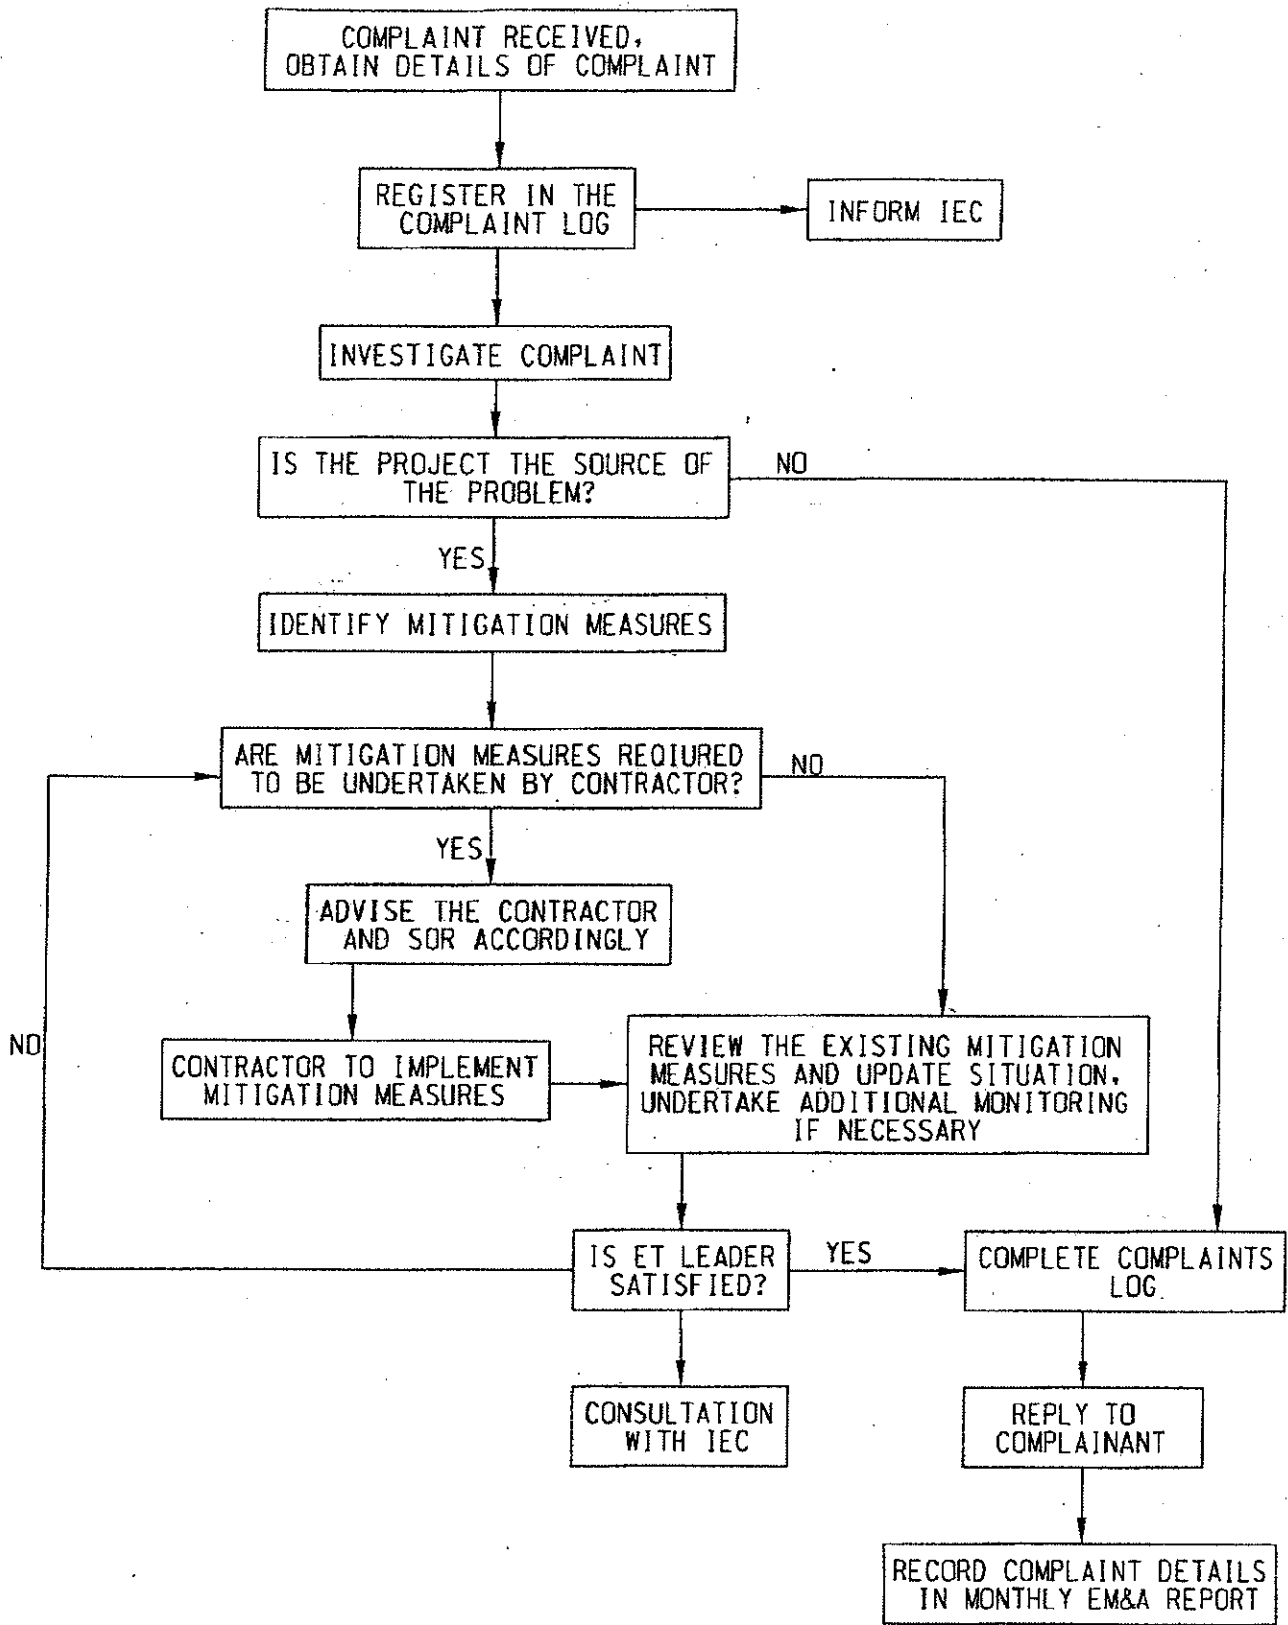 COMPLAINT RECEIVED,
OBTAIN DETAILS OF COMPLAINT
REGISTER IN THE
COMPLAINT LOG
INFORM IEC
INVESTIGATE COMPLAINT
IS THE PROJECT THE SOURCE OF
THE PROBLEM?
NO
YES
IDENTIFY MITIGATION MEASURES
ARE MITIGATION MEASURES REQIURED
TO BE UNDERTAKEN BY CONTRACTOR?
NO
YES
ADVISE THE CONTRACTOR
AND SOR ACCORDINGLY
NO
CONTRACTOR TO IMPLEMENT
MITIGATION MEASURES
REVIEW THE EXISTING MITIGATION
MEASURES AND UPDATE SITUATION,
UNDERTAKE ADDITIONAL MONITORING
IF NECESSARY
IS ET LEADER
SATISFIED?
YES
COMPLETE COMPLAINTS
LOG
CONSULTATION
WITH IEC
REPLY TO
COMPLAINANT
RECORD COMPLAINT DETAILS
IN MONTHLY EM&A REPORT